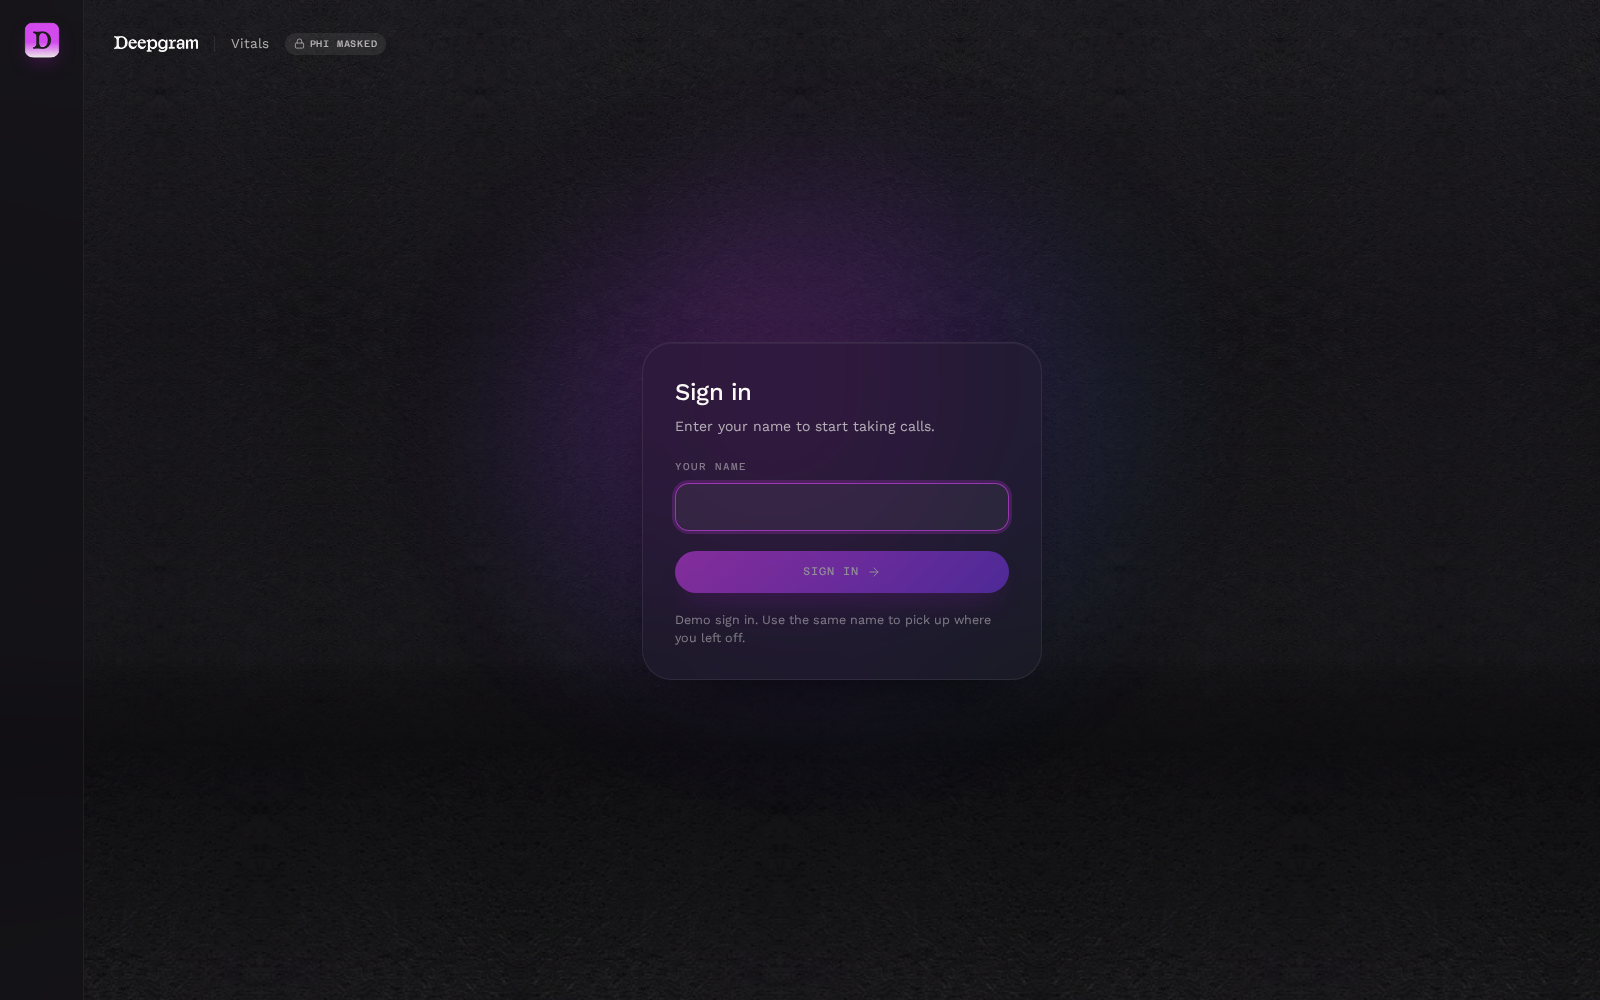 D
Deepgram
Vitals
PHI MASKED
Sign in
Enter your name to start taking calls.
YOUR NAME
SIGN IN →
Demo sign in. Use the same name to pick up where
you left off.